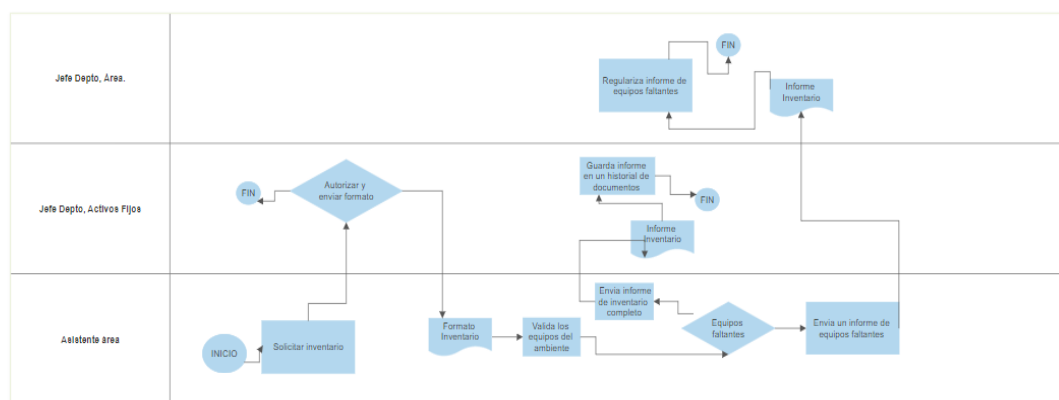 Jefe Depto, Área.
Regulariza informe de
equipos faltantes
FIN
Informe
Inventario
Jefe Depto, Activos Fijos
FIN
Autorizar y
enviar formato
Guarda informe
en un historial de
documentos
FIN
Informe
Inventario
Asistente área
INICIO
Solicitar inventario
Formato
Inventario
Valida los
equipos del
ambiente
Envia informe
de inventario
completo
Equipos
faltantes
Envia un informe de
equipos faltantes